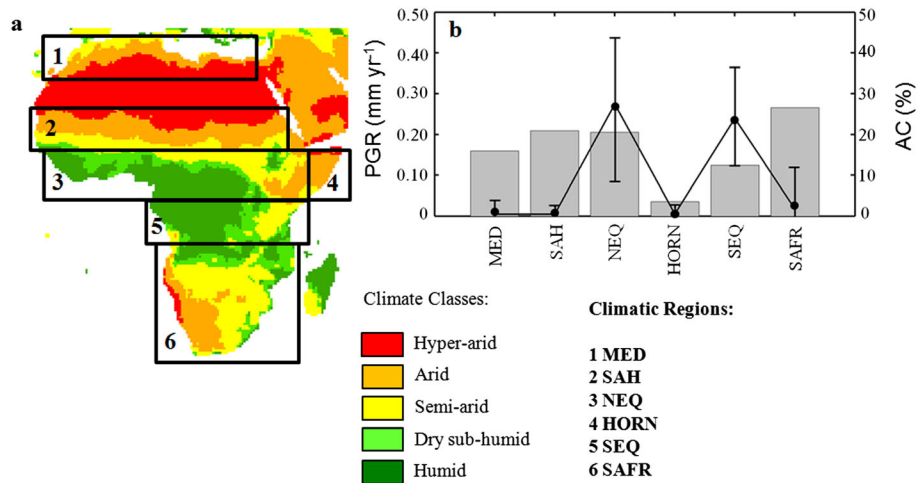 a
1
2
3
4
5
6
b
PGR (mm yr⁻¹)
0.50
0.40
0.30
0.20
0.10
0
50
40
30
20
10
0
AC (%)
MED
SAH
NEQ
HORN
SEQ
SAFR
Climate Classes:
Hyper-arid
Arid
Semi-arid
Dry sub-humid
Humid
Climatic Regions:
1 MED
2 SAH
3 NEQ
4 HORN
5 SEQ
6 SAFR